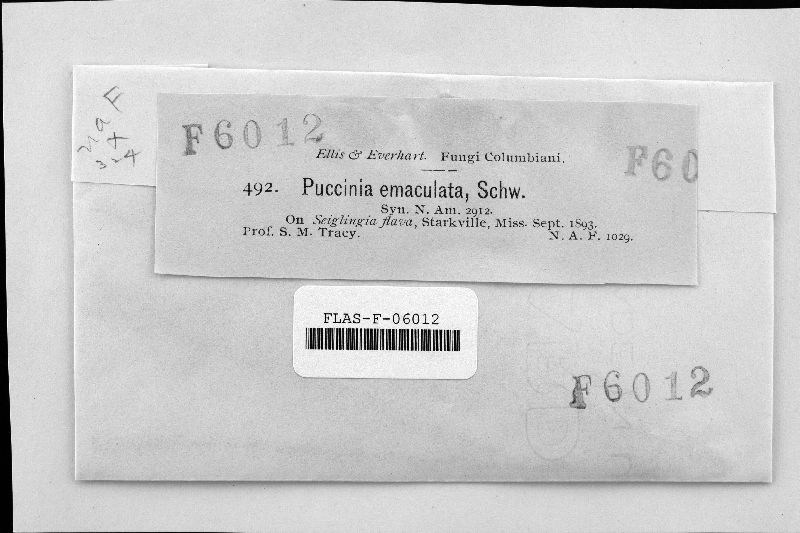 F6012
Ellis & Everhart. Fungi Columbiani.
F60
492. Puccinia emaculata, Schw.
Syn. N. Am. 2912.
On Seiglingia flava, Starkville, Miss. Sept. 1893.
Prof. S. M. Tracy. N. A. F. 1029.
FLAS-F-06012
F6012